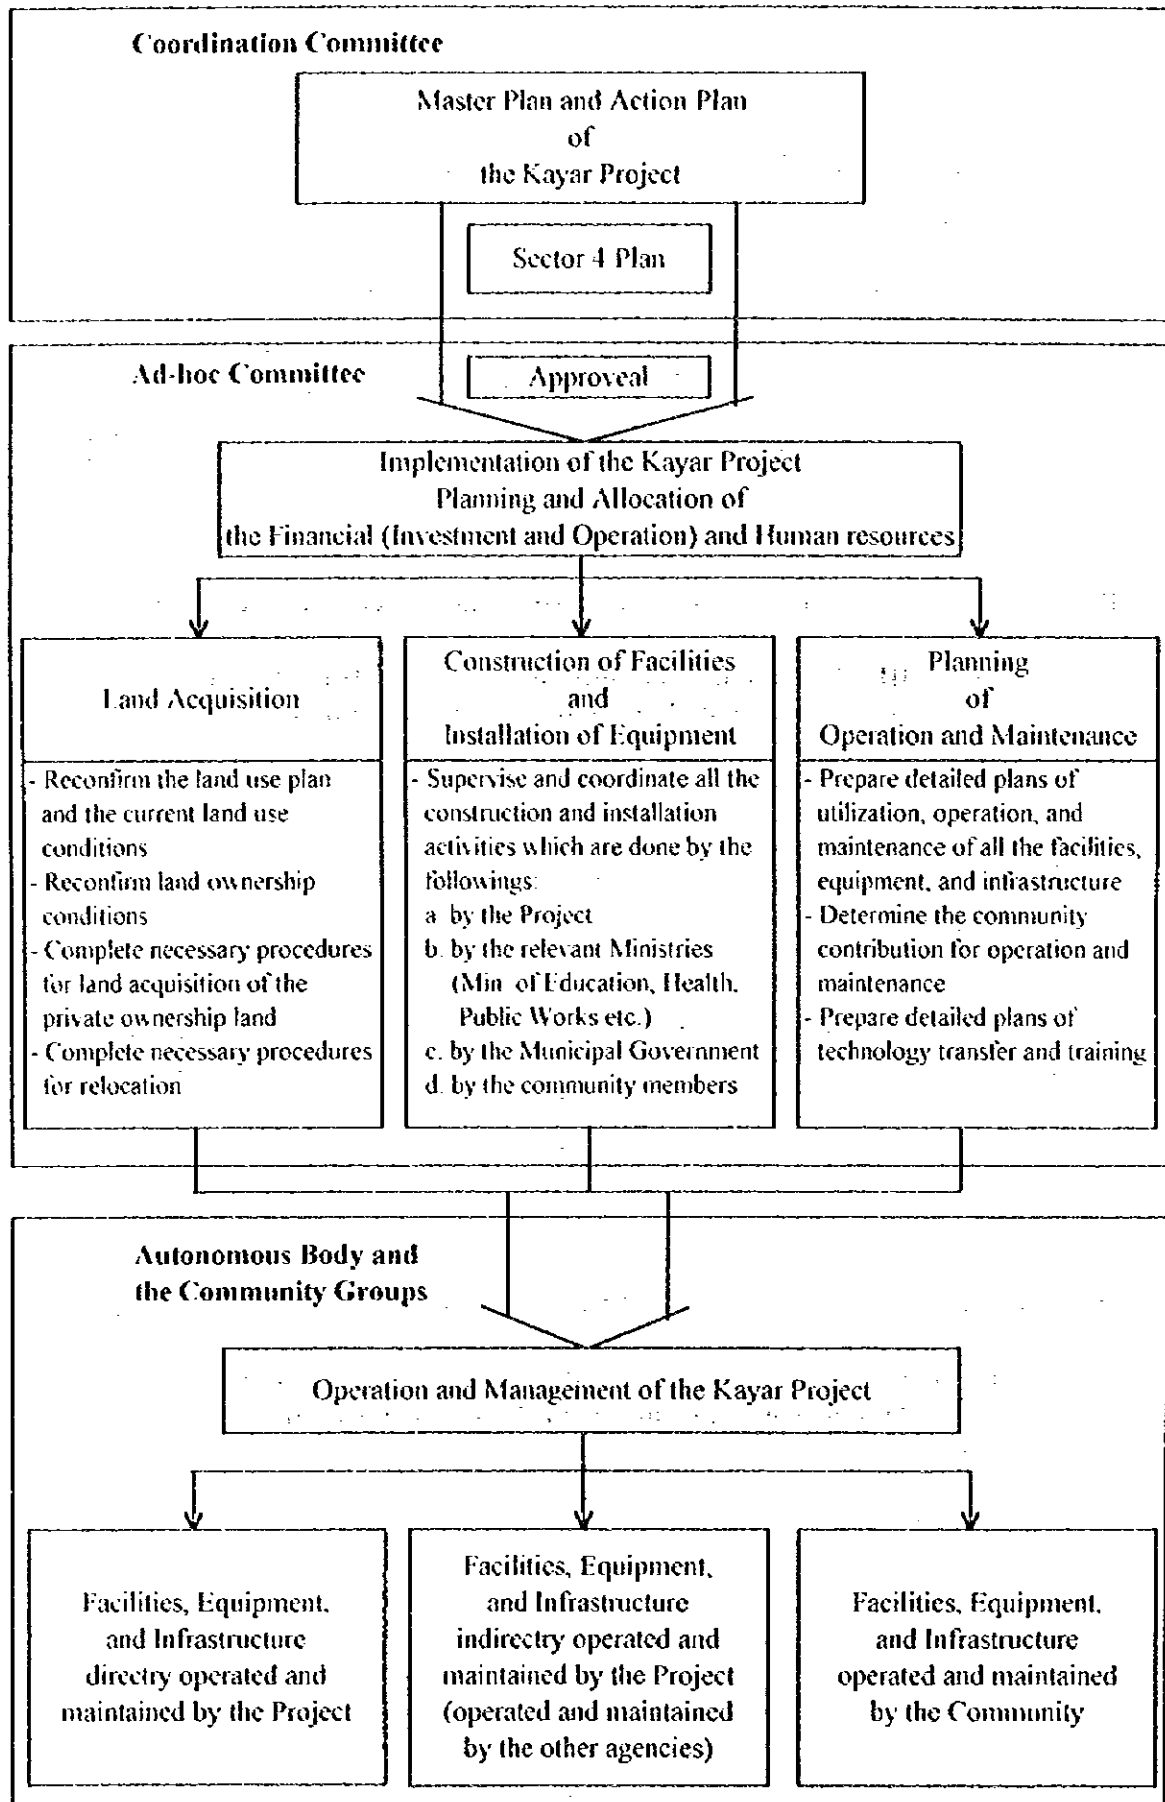 Coordination Committee
Master Plan and Action Plan
of
the Kayar Project
Sector 4 Plan
Ad-hoc Committee
Approveal
Implementation of the Kayar Project
Planning and Allocation of
the Financial (Investment and Operation) and Human resources
Land Acquisition
- Reconfirm the land use plan
and the current land use
conditions
- Reconfirm land ownership
conditions
- Complete necessary procedures
for land acquisition of the
private ownership land
- Complete necessary procedures
for relocation
Construction of Facilities
and
Installation of Equipment
- Supervise and coordinate all the
construction and installation
activities which are done by the
followings:
a by the Project
b. by the relevant Ministries
(Min of Education, Health,
Public Works etc.)
c. by the Municipal Government
d. by the community members
Planning
of
Operation and Maintenance
- Prepare detailed plans of
utilization, operation, and
maintenance of all the facilities,
equipment, and infrastructure
- Determine the community
contribution for operation and
maintenance
- Prepare detailed plans of
technology transfer and training
Autonomous Body and
the Community Groups
Operation and Management of the Kayar Project
Facilities, Equipment,
and Infrastructure
directry operated and
maintained by the Project
Facilities, Equipment,
and Infrastructure
indirectry operated and
maintained by the Project
(operated and maintained
by the other agencies)
Facilities, Equipment,
and Infrastructure
operated and maintained
by the Community